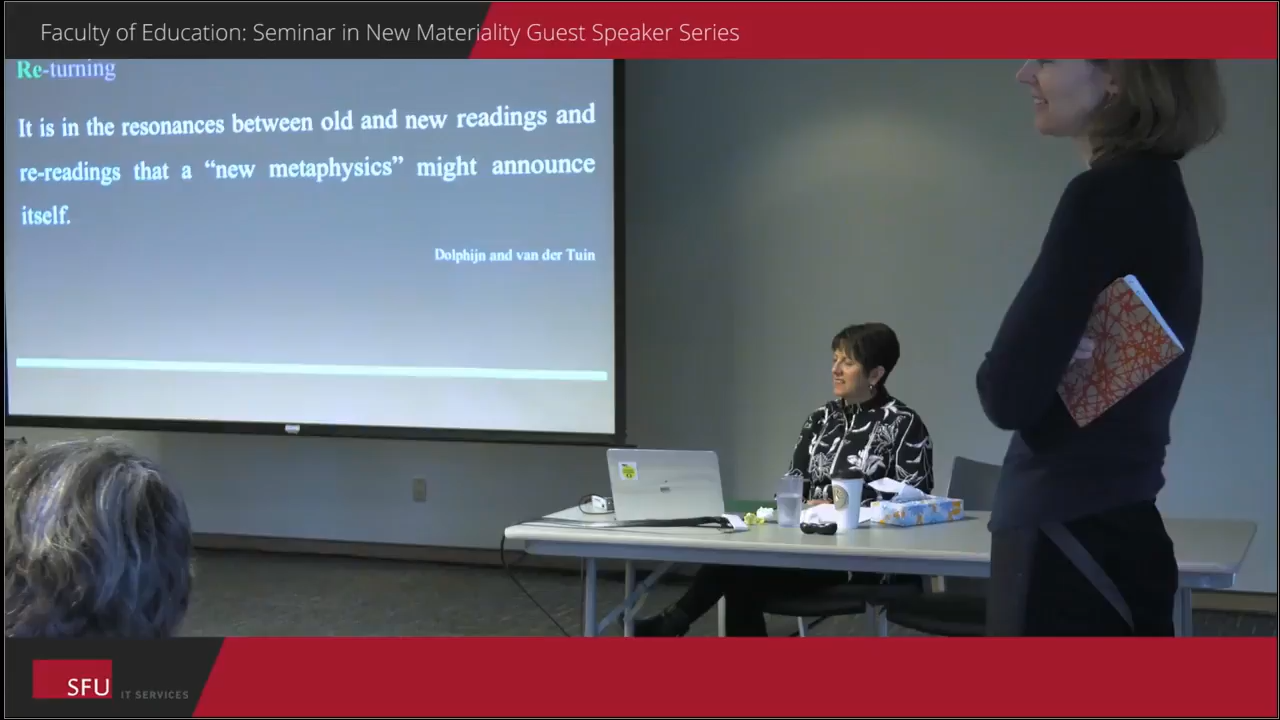 Faculty of Education: Seminar in New Materiality Guest Speaker Series
Re-turning
It is in the resonances between old and new readings and
re-readings that a “new metaphysics” might announce
itself.
Dolphijn and van der Tuin
SFU IT SERVICES